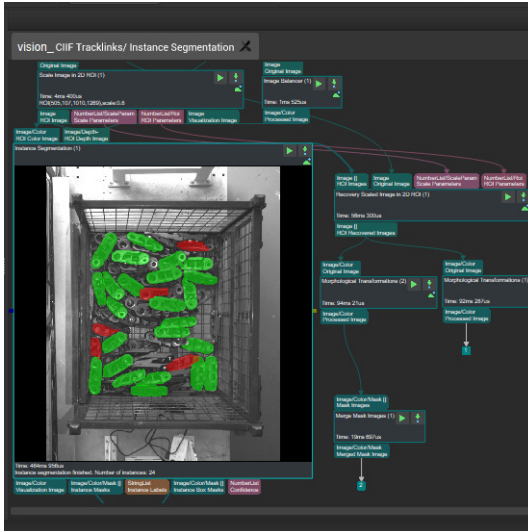 vision_ CIIF Tracklinks/ Instance Segmentation
Original Image
Scale Image in 2D ROI (1)
Time: 4ms 400us
ROI(505,107,1010,1269),scale:0.6
Image
ROI Image
NumberList/ScaleParam
Scale Parameters
NumberList/Roi
ROI Parameters
Image
Visualization Image
Image
Original Image
Image Balancer (1)
Time: 1ms 525us
Image/Color
Processed Image
Image/Color
ROI Color Image
Image/Depth-
ROI Depth Image
Instance Segmentation (1)
Time: 484ms 956us
Instance segmentation finished. Number of instances: 24
Image/Color
Visualization Image
Image/Color/Mask []
Instance Masks
StringList
Instance Labels
Image/Color/Mask []
Instance Box Masks
NumberList
Confidence
Image []
ROI Images
Image
Original Image
NumberList/ScaleParam
Scale Parameters
NumberList/Roi
ROI Parameters
Recovery Scaled Image in 2D ROI (1)
Time: 98ms 300us
Image []
ROI Recovered Images
Image/Color
Original Image
Morphological Transformations (2)
Time: 94ms 21us
Image/Color
Processed Image
Image/Color
Original Image
Morphological Transformations (1)
Time: 92ms 287us
Image/Color
Processed Image
1
Image/Color/Mask []
Mask Images
Merge Mask Images (1)
Time: 19ms 697us
Image/Color/Mask
Merged Mask Image
2